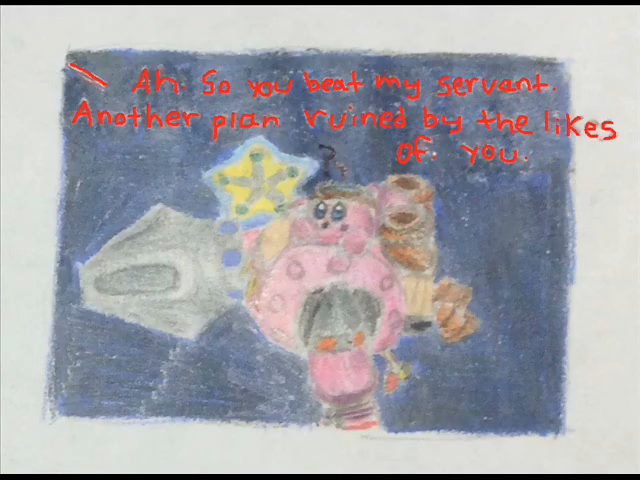 Ah. So you beat my servant.
Another plan ruined by the likes
of you.